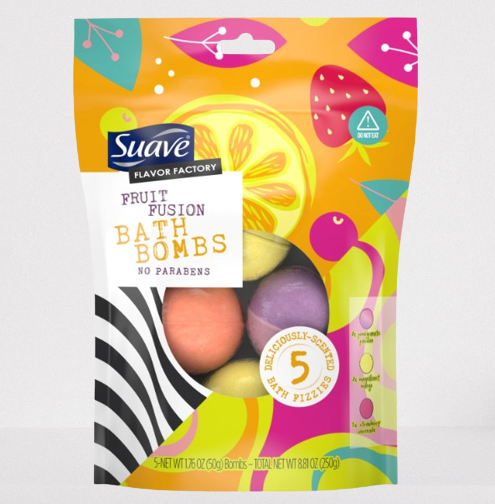 Suave
FLAVOR FACTORY
FRUIT
FUSION
BATH
BOMBS
NO PARABENS
DO NOT EAT
DELICIOUSLY-SCENTED
5
BATH FIZZIES
5-NET WT 1.76 OZ (50g) Bombs – TOTAL NET WT 8.81 OZ (250g)